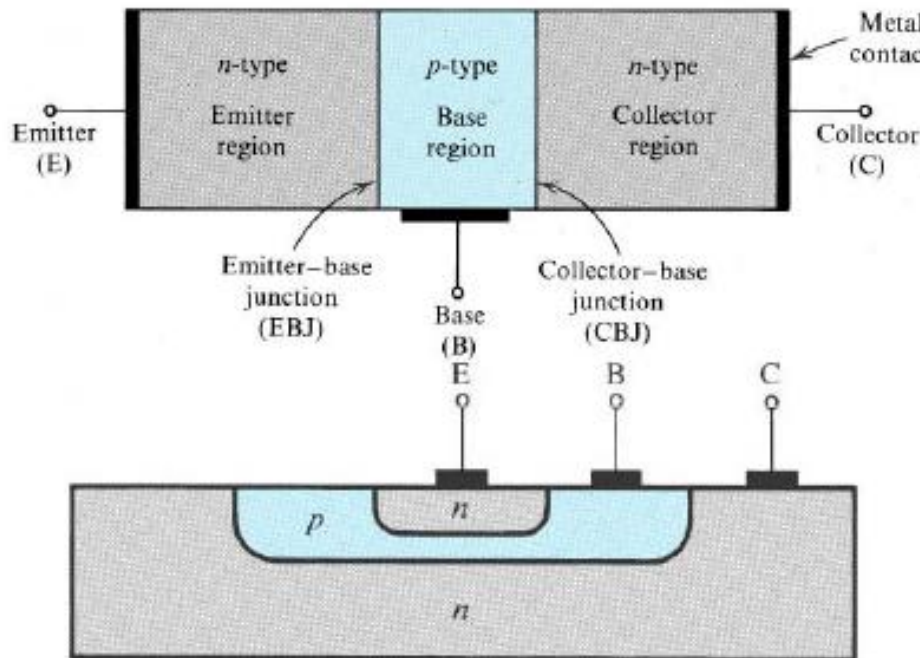 n-type
Emitter
region
p-type
Base
region
n-type
Collector
region
Metal
contac
Emitter
(E)
Collector
(C)
Emitter–base
junction
(EBJ)
Base
(B)
Collector–base
junction
(CBJ)
E
B
C
p
n
n